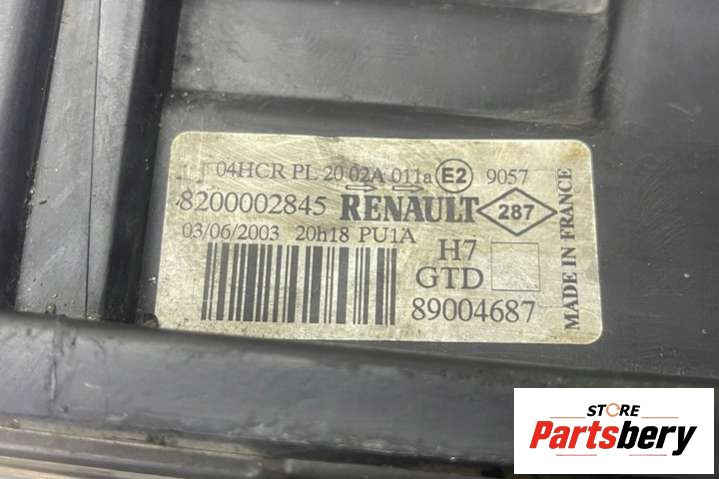 04HCR PL 20 02A 011a E2 9057
8200002845 RENAULT 287
03/06/2003 20h18 PU1A
H7
GTD
89004687
MADE IN FRANCE
STORE
Partsbery